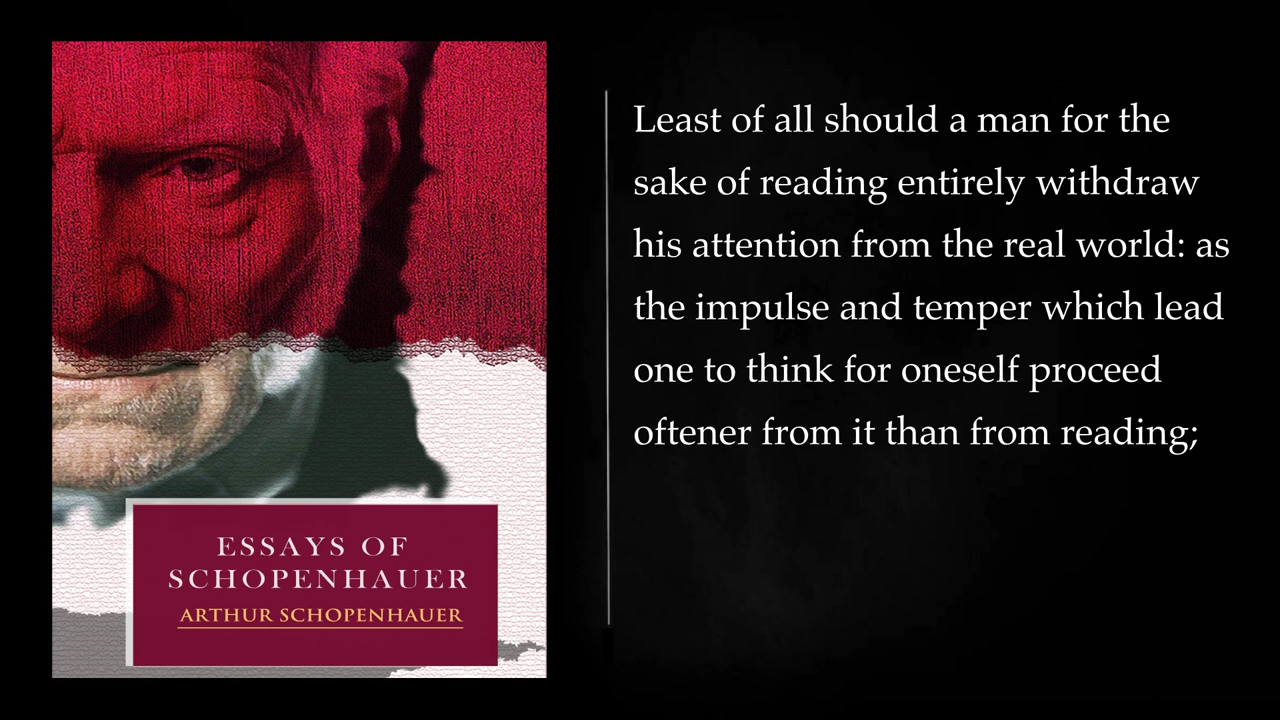 ESSAYS OF
SCHOPENHAUER
ARTHUR SCHOPENHAUER
Least of all should a man for the
sake of reading entirely withdraw
his attention from the real world: as
the impulse and temper which lead
one to think for oneself proceed
oftener from it than from reading;